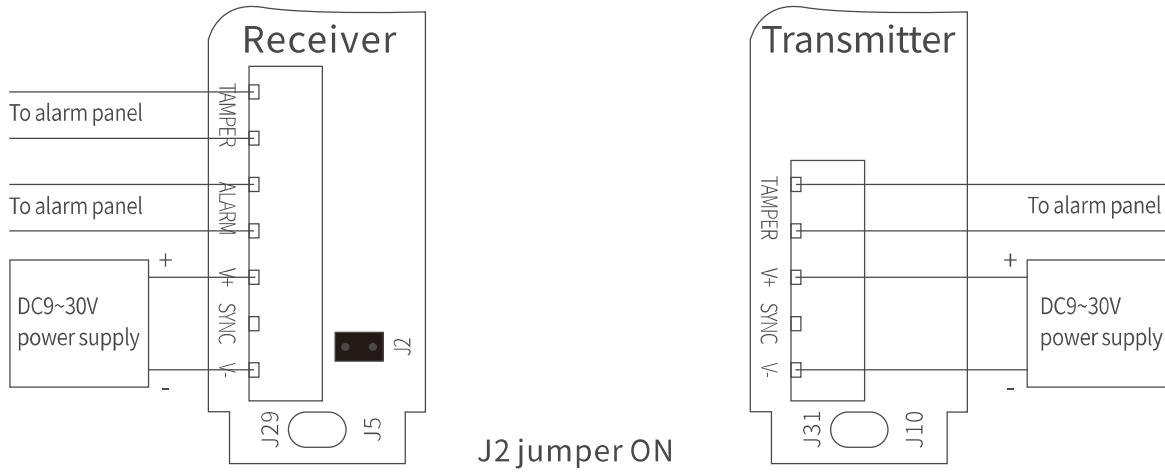 Receiver
TAMPER
To alarm panel
ALARM
To alarm panel
+
V+
DC9~30V
power supply
SYNC
J2
-
V-
J29
J5
J2 jumper ON
Transmitter
TAMPER
To alarm panel
+
V+
DC9~30V
power supply
SYNC
-
V-
J31
J10